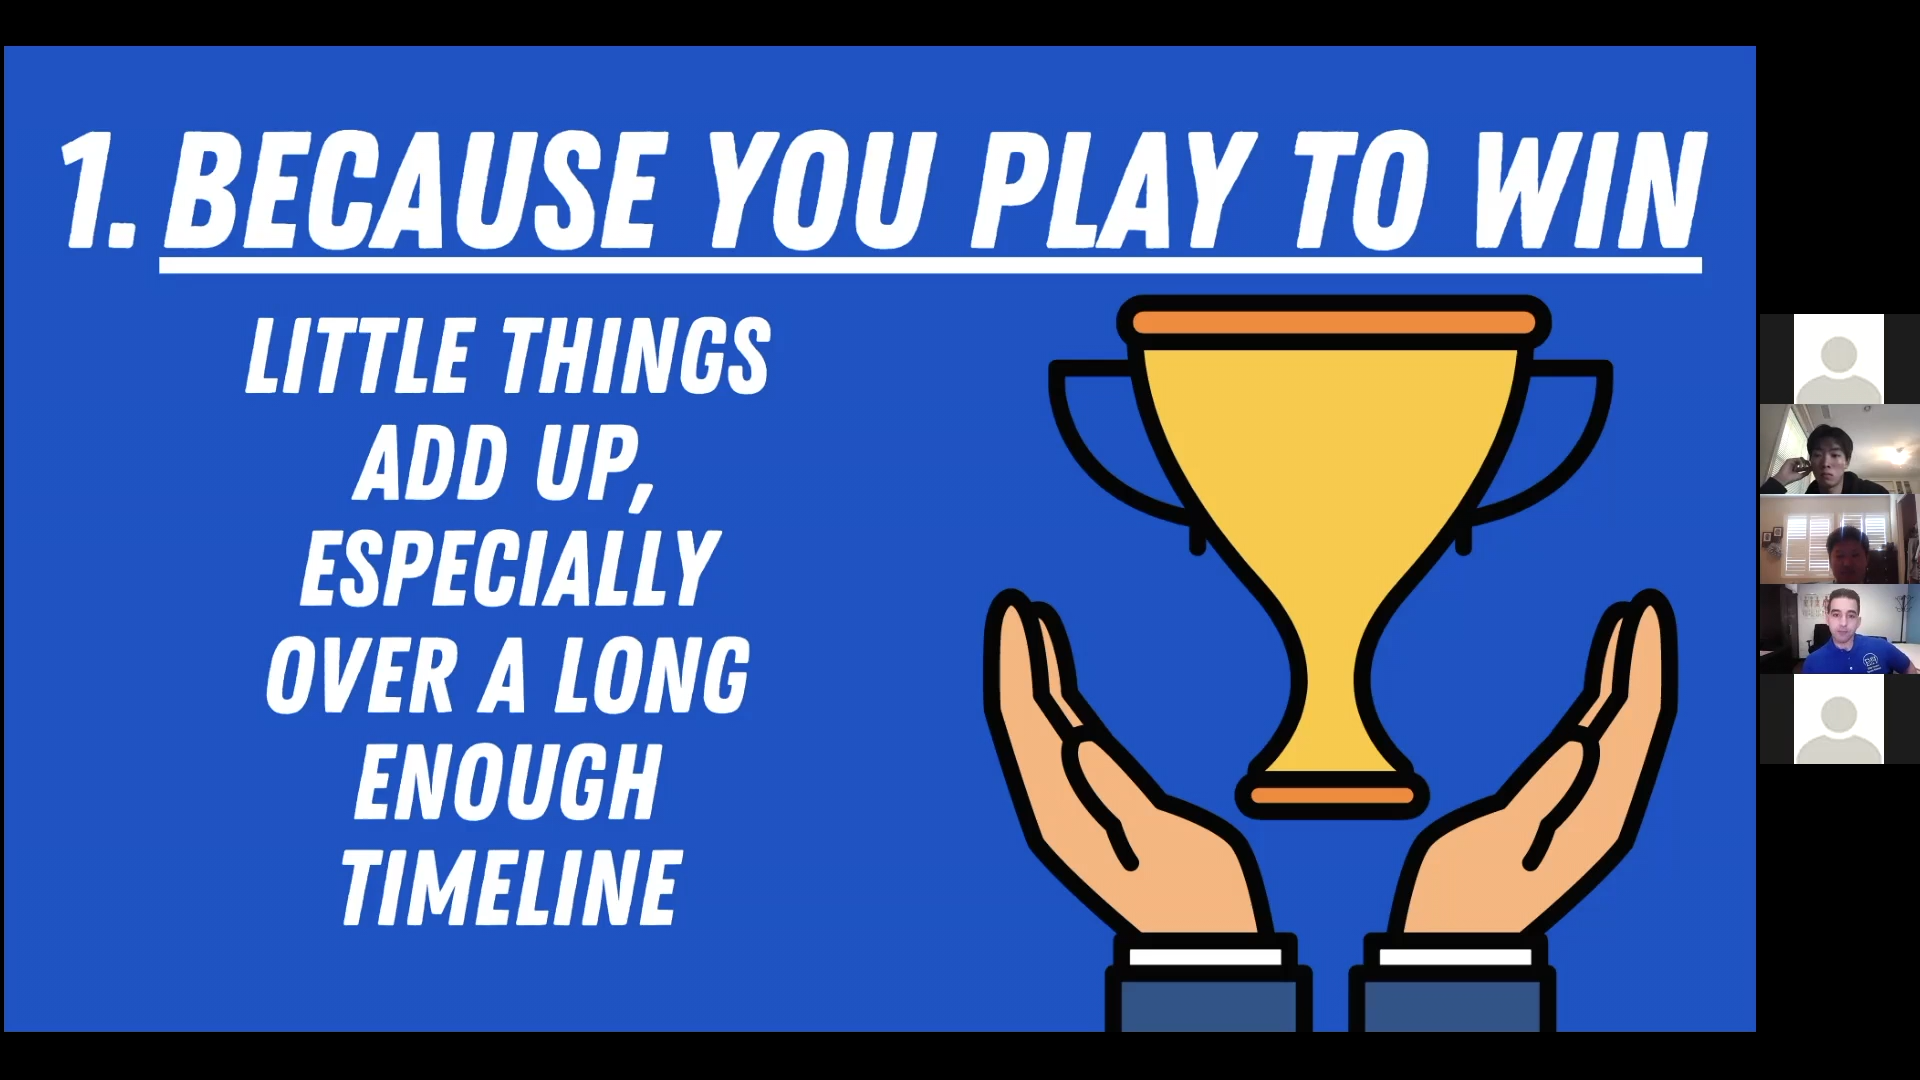 1. BECAUSE YOU PLAY TO WIN
LITTLE THINGS
ADD UP,
ESPECIALLY
OVER A LONG
ENOUGH
TIMELINE